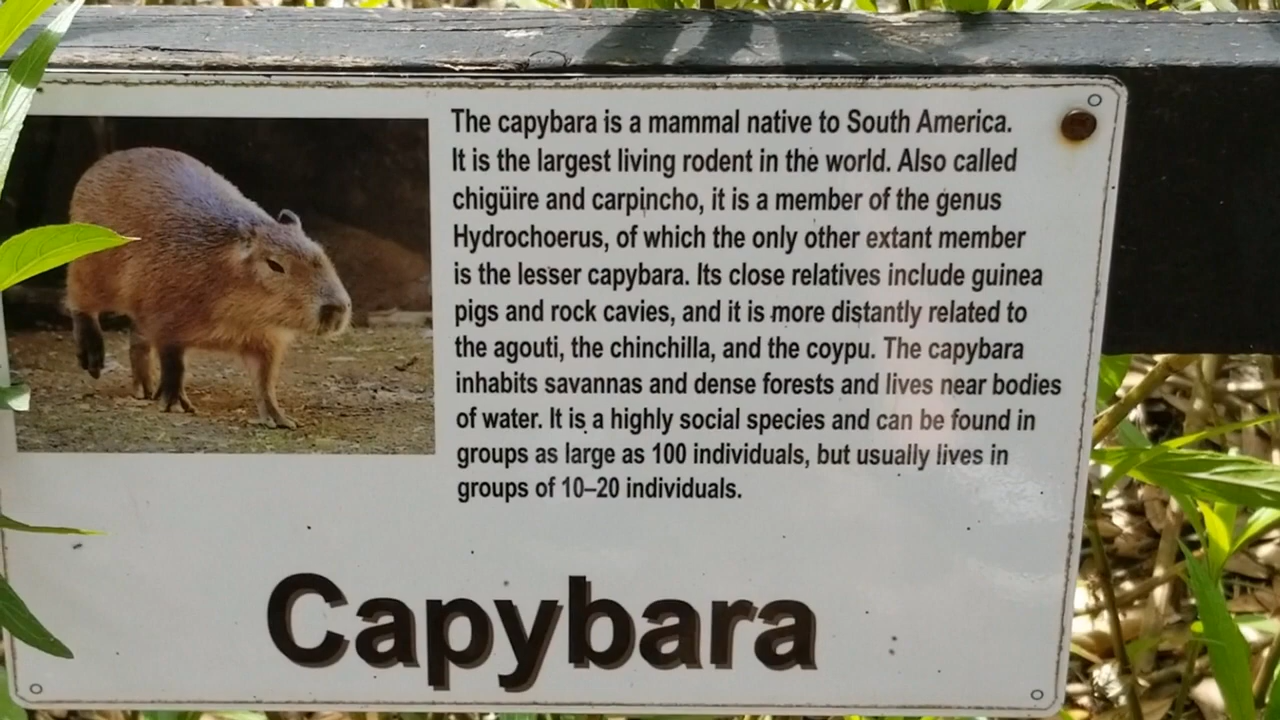 The capybara is a mammal native to South America.
It is the largest living rodent in the world. Also called
chigüire and carpincho, it is a member of the genus
Hydrochoerus, of which the only other extant member
is the lesser capybara. Its close relatives include guinea
pigs and rock cavies, and it is more distantly related to
the agouti, the chinchilla, and the coypu. The capybara
inhabits savannas and dense forests and lives near bodies
of water. It is a highly social species and can be found in
groups as large as 100 individuals, but usually lives in
groups of 10–20 individuals.
Capybara